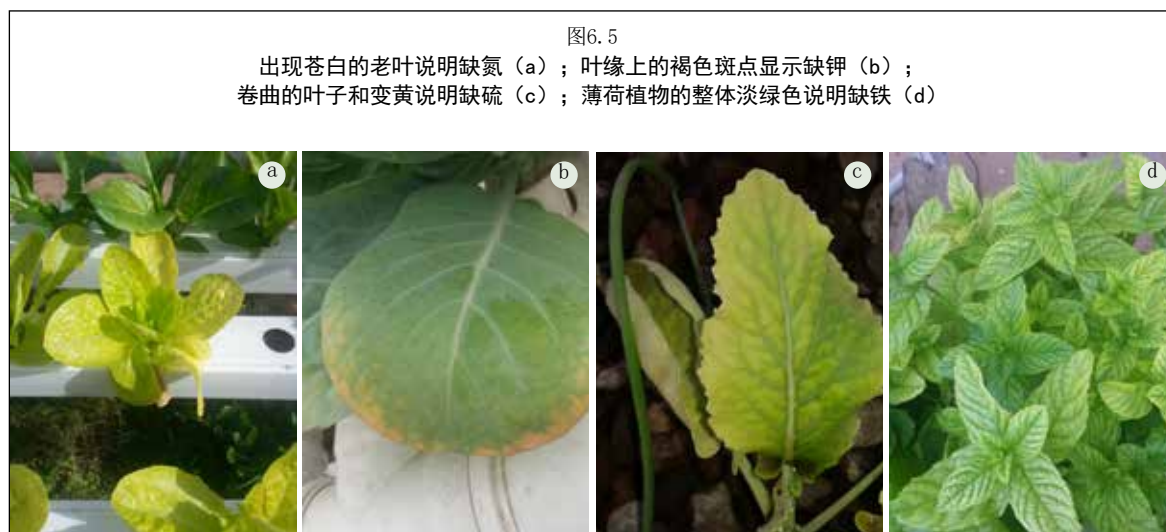 图6.5
出现苍白的老叶说明缺氮（a）；叶缘上的褐色斑点显示缺钾（b）；
卷曲的叶子和变黄说明缺硫（c）；薄荷植物的整体淡绿色说明缺铁（d）
a
b
c
d